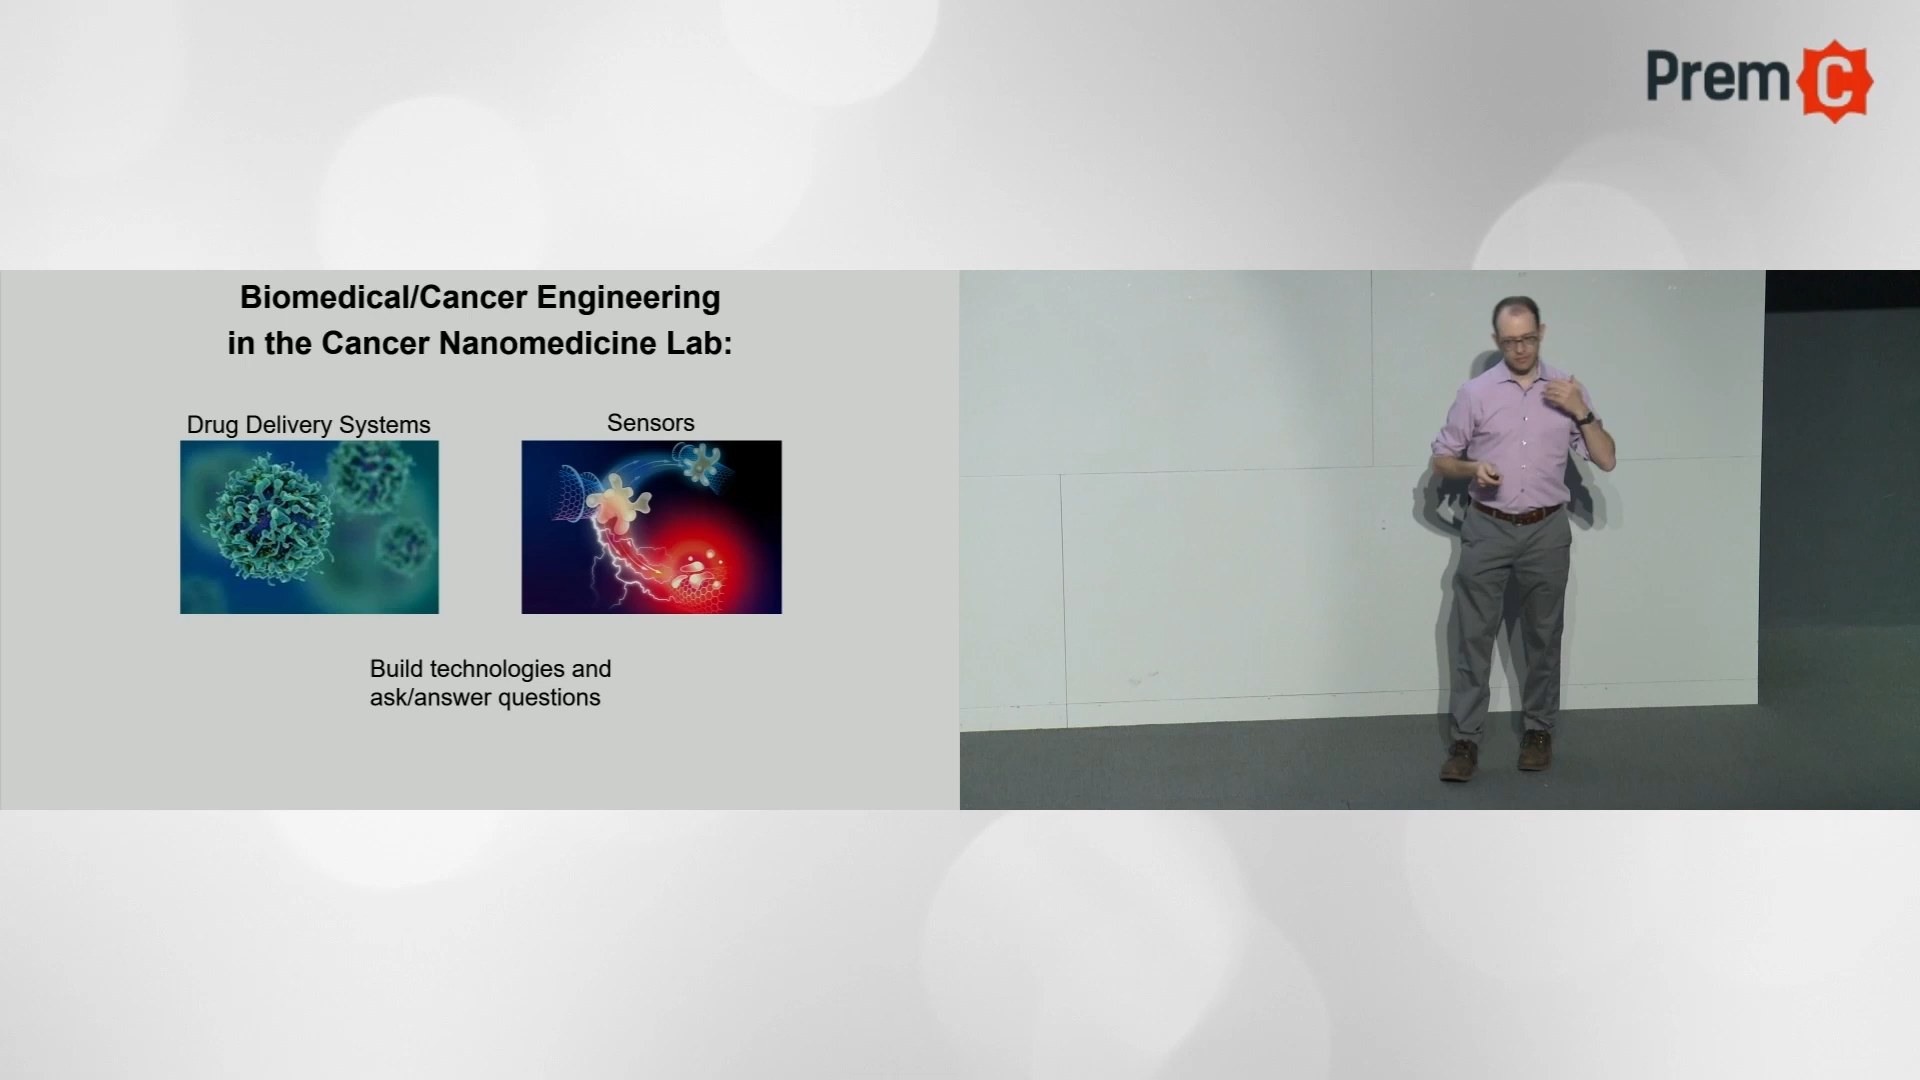 Prem C
Biomedical/Cancer Engineering
in the Cancer Nanomedicine Lab:
Drug Delivery Systems
Sensors
Build technologies and
ask/answer questions